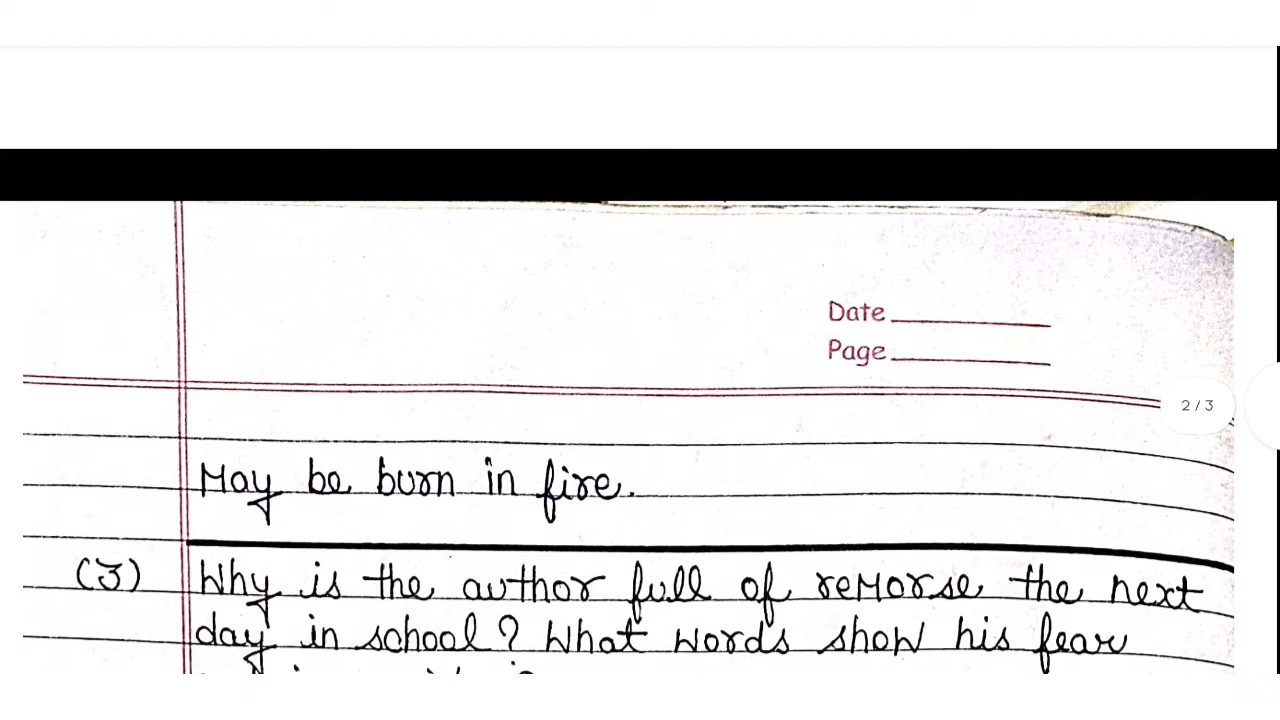 Date
Page
2 / 3
May be burn in fire.
(3) Why is the author full of remorse the next
day in school? What words show his fear